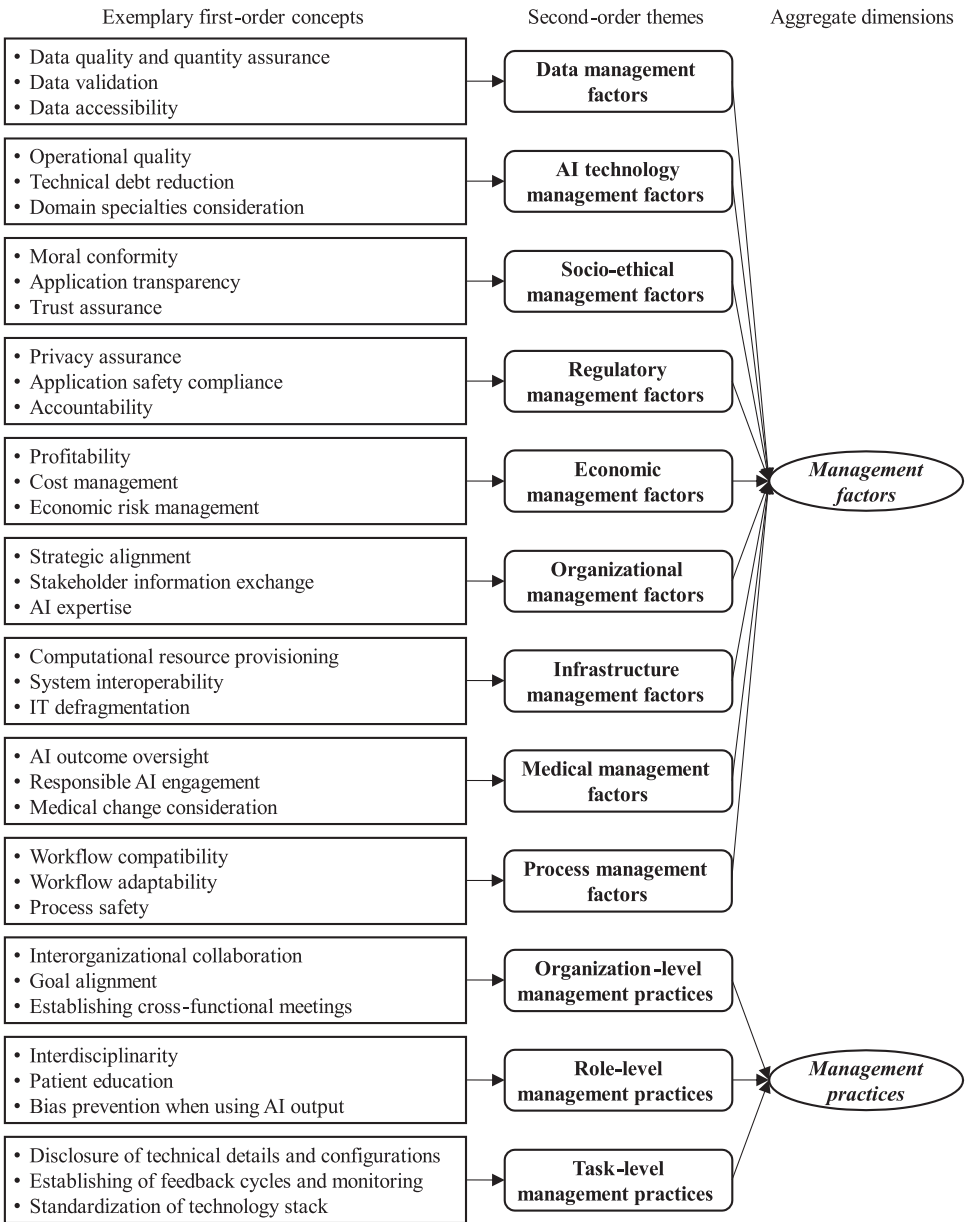 Exemplary first-order concepts
Second-order themes
Aggregate dimensions
• Data quality and quantity assurance
• Data validation
• Data accessibility
Data management
factors
• Operational quality
• Technical debt reduction
• Domain specialties consideration
AI technology
management factors
• Moral conformity
• Application transparency
• Trust assurance
Socio-ethical
management factors
• Privacy assurance
• Application safety compliance
• Accountability
Regulatory
management factors
• Profitability
• Cost management
• Economic risk management
Economic
management factors
• Strategic alignment
• Stakeholder information exchange
• AI expertise
Organizational
management factors
• Computational resource provisioning
• System interoperability
• IT defragmentation
Infrastructure
management factors
• AI outcome oversight
• Responsible AI engagement
• Medical change consideration
Medical management
factors
• Workflow compatibility
• Workflow adaptability
• Process safety
Process management
factors
Management
factors
• Interorganizational collaboration
• Goal alignment
• Establishing cross-functional meetings
Organization-level
management practices
• Interdisciplinarity
• Patient education
• Bias prevention when using AI output
Role-level
management practices
• Disclosure of technical details and configurations
• Establishing of feedback cycles and monitoring
• Standardization of technology stack
Task-level
management practices
Management
practices